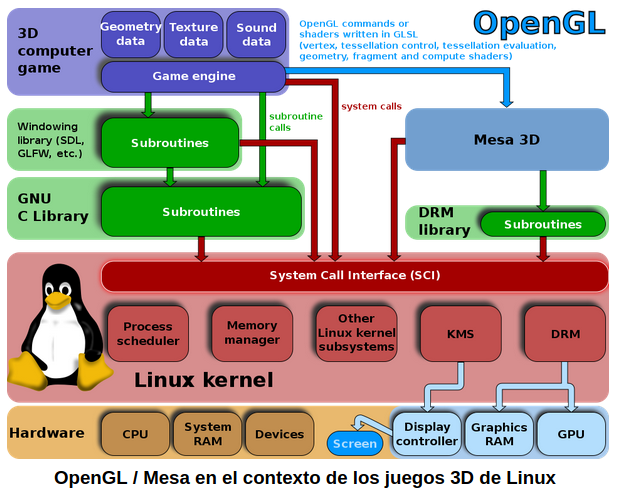 3D
computer
game
Geometry
data
Texture
data
Sound
data
Game engine
OpenGL
OpenGL commands or
shaders written in GLSL
(vertex, tessellation control, tessellation evaluation,
geometry, fragment and compute shaders)
system calls
subroutine
calls
Windowing
library (SDL,
GLFW, etc.)
Subroutines
Mesa 3D
GNU
C Library
Subroutines
DRM
library
Subroutines
System Call Interface (SCI)
Process
scheduler
Memory
manager
Other
Linux kernel
subsystems
KMS
DRM
Linux kernel
Hardware
CPU
System
RAM
Devices
Screen
Display
controller
Graphics
RAM
GPU
OpenGL / Mesa en el contexto de los juegos 3D de Linux